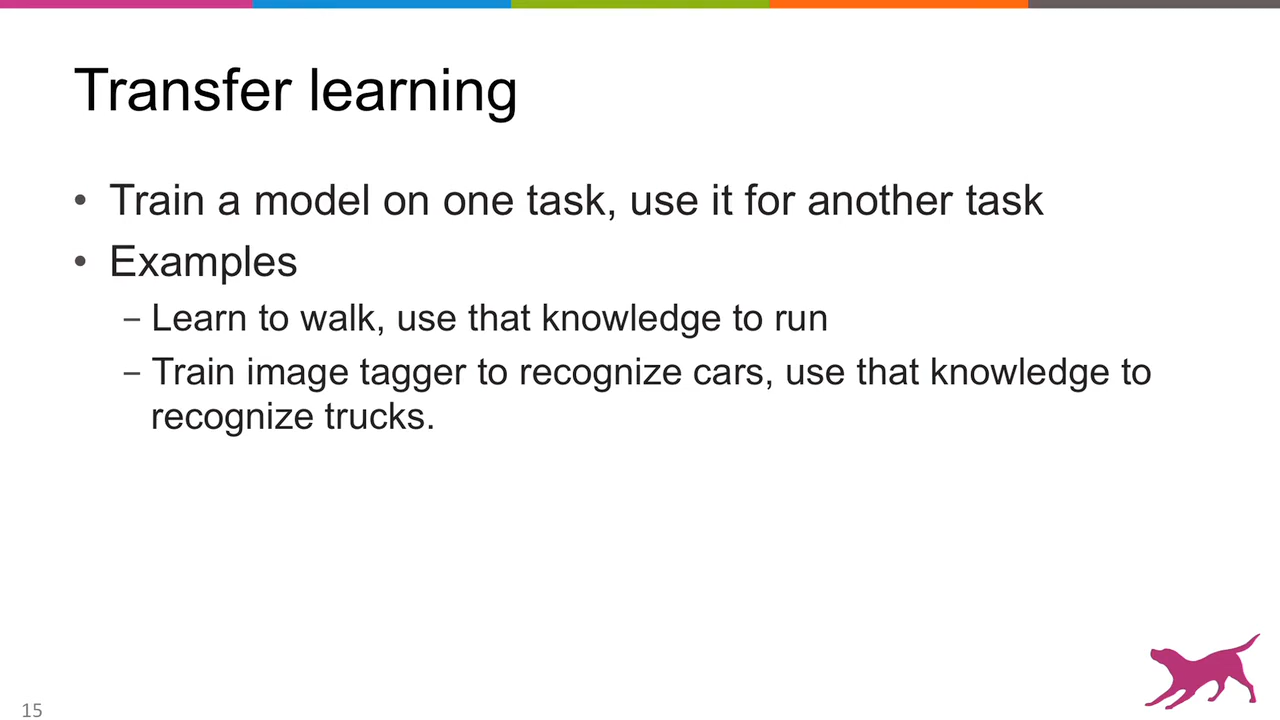 Transfer learning
• Train a model on one task, use it for another task
• Examples
– Learn to walk, use that knowledge to run
– Train image tagger to recognize cars, use that knowledge to
recognize trucks.
15